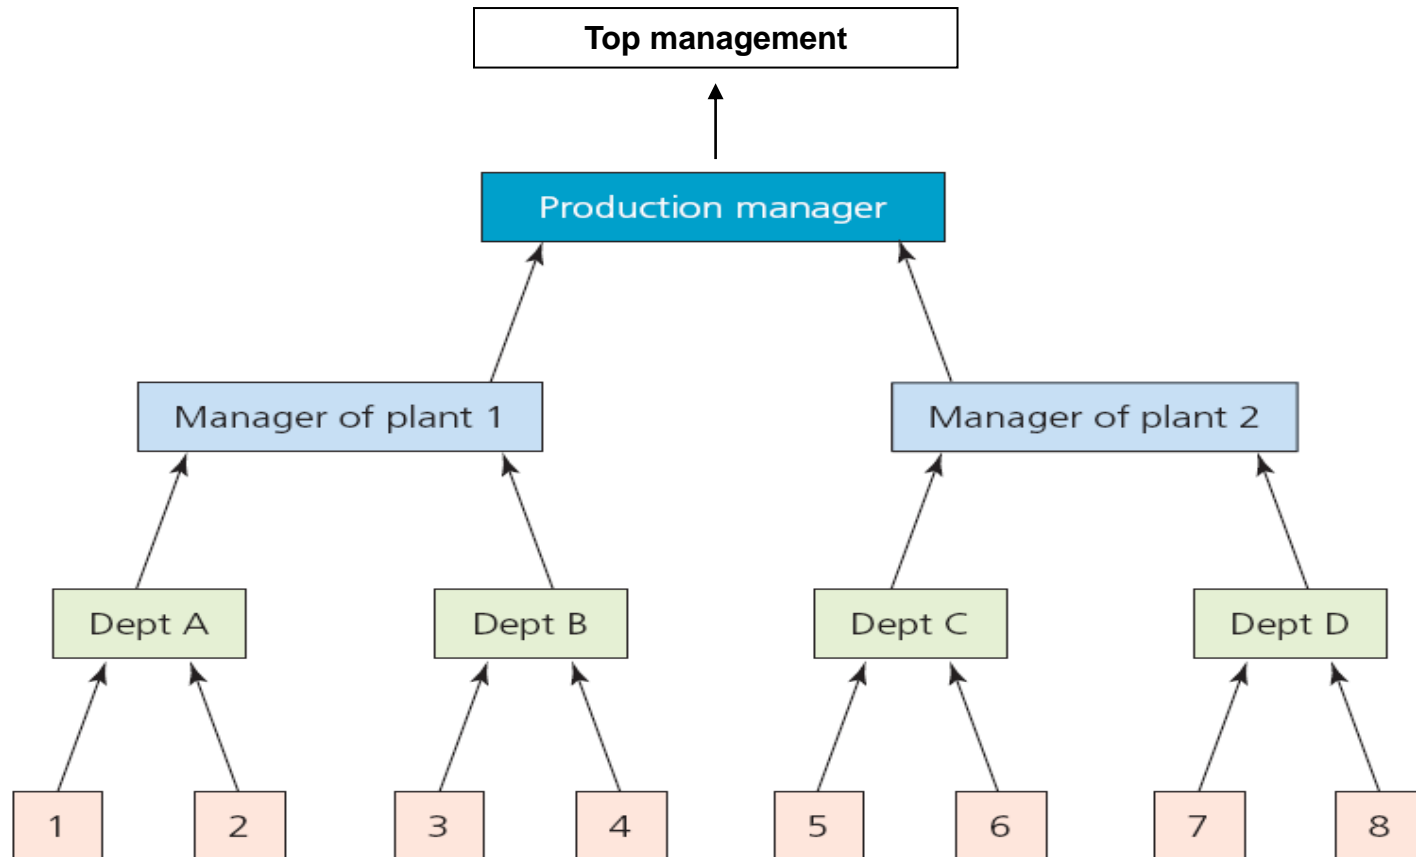 Top management
Production manager
Manager of plant 1
Manager of plant 2
Dept A
Dept B
Dept C
Dept D
1
2
3
4
5
6
7
8